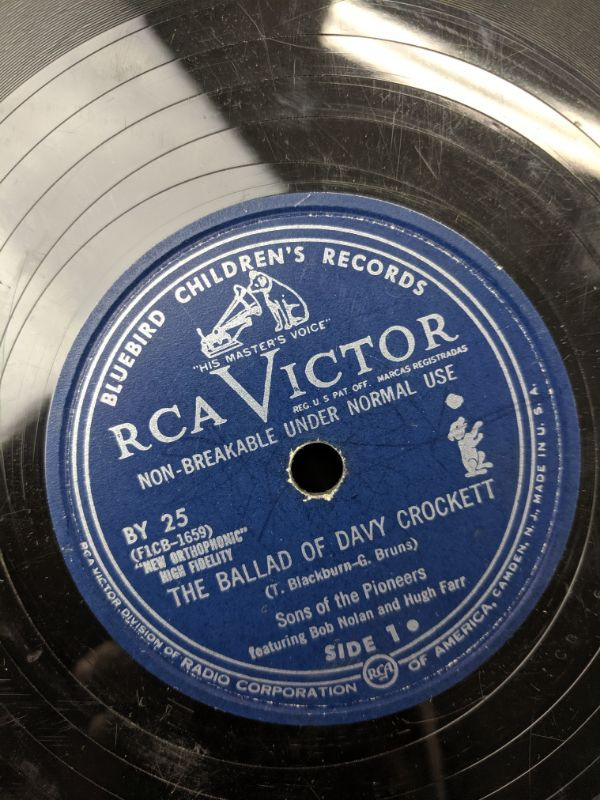 BLUEBIRD CHILDREN'S RECORDS
"HIS MASTER'S VOICE"
RCA VICTOR
REG. U.S. PAT. OFF. MARCAS REGISTRADAS
NON-BREAKABLE UNDER NORMAL USE
BY 25
(F1CB-1659)
"NEW ORTHOPHONIC"
HIGH FIDELITY
THE BALLAD OF DAVY CROCKETT
(T. Blackburn-G. Bruns)
Sons of the Pioneers
featuring Bob Nolan and Hugh Farr
SIDE 1
RCA VICTOR DIVISION OF RADIO CORPORATION RCA OF AMERICA, CAMDEN, N.J., MADE IN U.S.A.